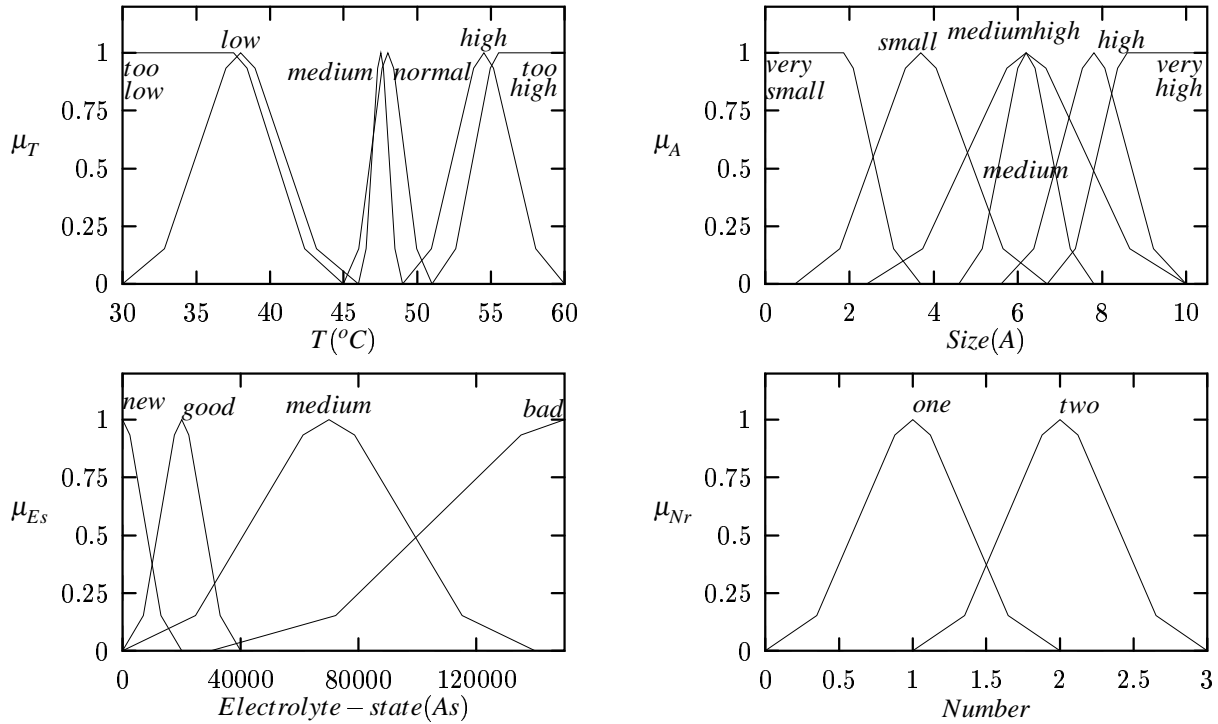 1
0.75
0.5
0.25
0
μT
too
low
low
medium
normal
high
too
high
30 35 40 45 50 55 60
T(°C)
1
0.75
0.5
0.25
0
μA
very
small
small
mediumhigh
medium
high
very
high
0 2 4 6 8 10
Size(A)
1
0.75
0.5
0.25
0
μEs
new
good
medium
bad
0 40000 80000 120000
Electrolyte − state(As)
1
0.75
0.5
0.25
0
μNr
one
two
0 0.5 1 1.5 2 2.5 3
Number